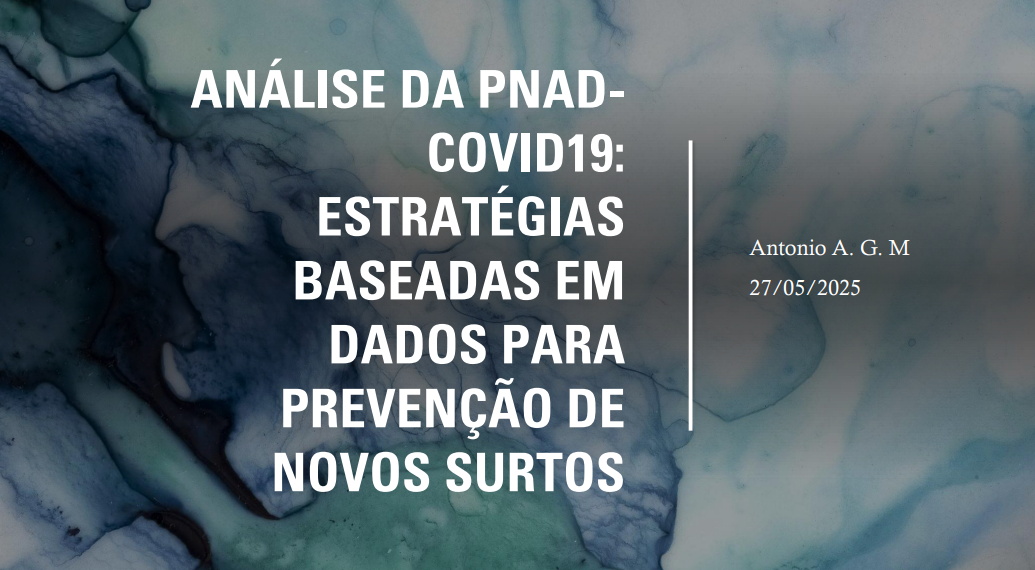 ANÁLISE DA PNAD-
COVID19:
ESTRATÉGIAS
BASEADAS EM
DADOS PARA
PREVENÇÃO DE
NOVOS SURTOS
Antonio A. G. M
27/05/2025